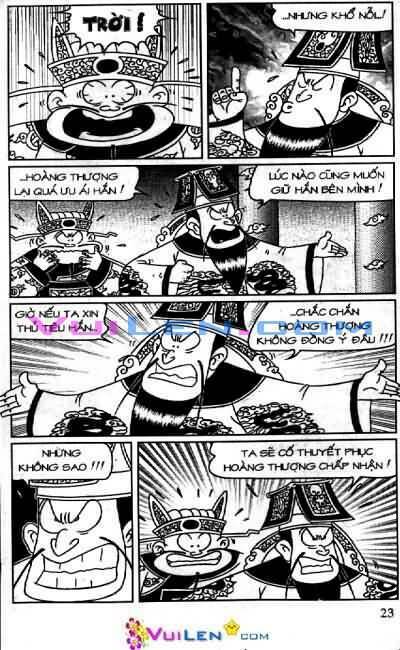 TRỜI !
...NHƯNG KHỔ NỖI...!
...HOÀNG THƯỢNG
LẠI QUÁ ƯU ÁI HẮN !
LÚC NÀO CŨNG MUỐN
GIỮ HẮN BÊN MÌNH !
GIỜ NẾU TA XIN
THỦ TIÊU HẮN...
...CHẮC CHẮN
HOÀNG THƯỢNG
KHÔNG ĐỒNG Ý ĐÂU !!!
VUILEN.COM
NHƯNG
KHÔNG SAO !!!
TA SẼ CỐ THUYẾT PHỤC
HOÀNG THƯỢNG CHẤP NHẬN !
23
VUILEN.COM